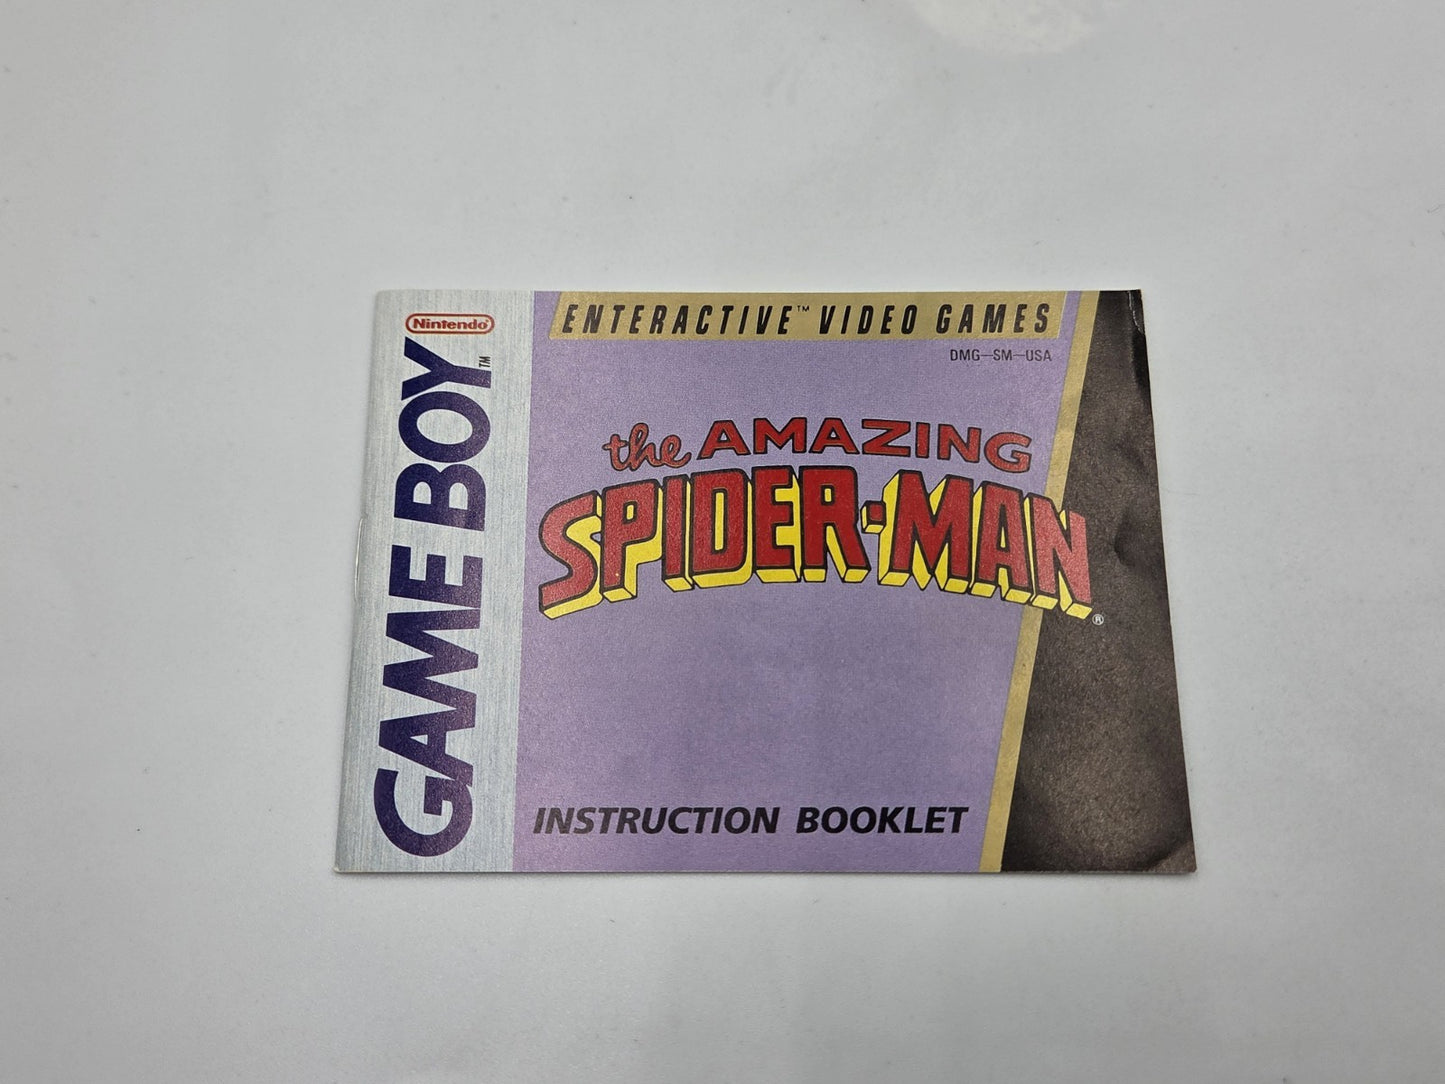 Nintendo®
GAME BOY™
ENTERACTIVE™ VIDEO GAMES
DMG-SM-USA
the AMAZING
SPIDER-MAN®
INSTRUCTION BOOKLET